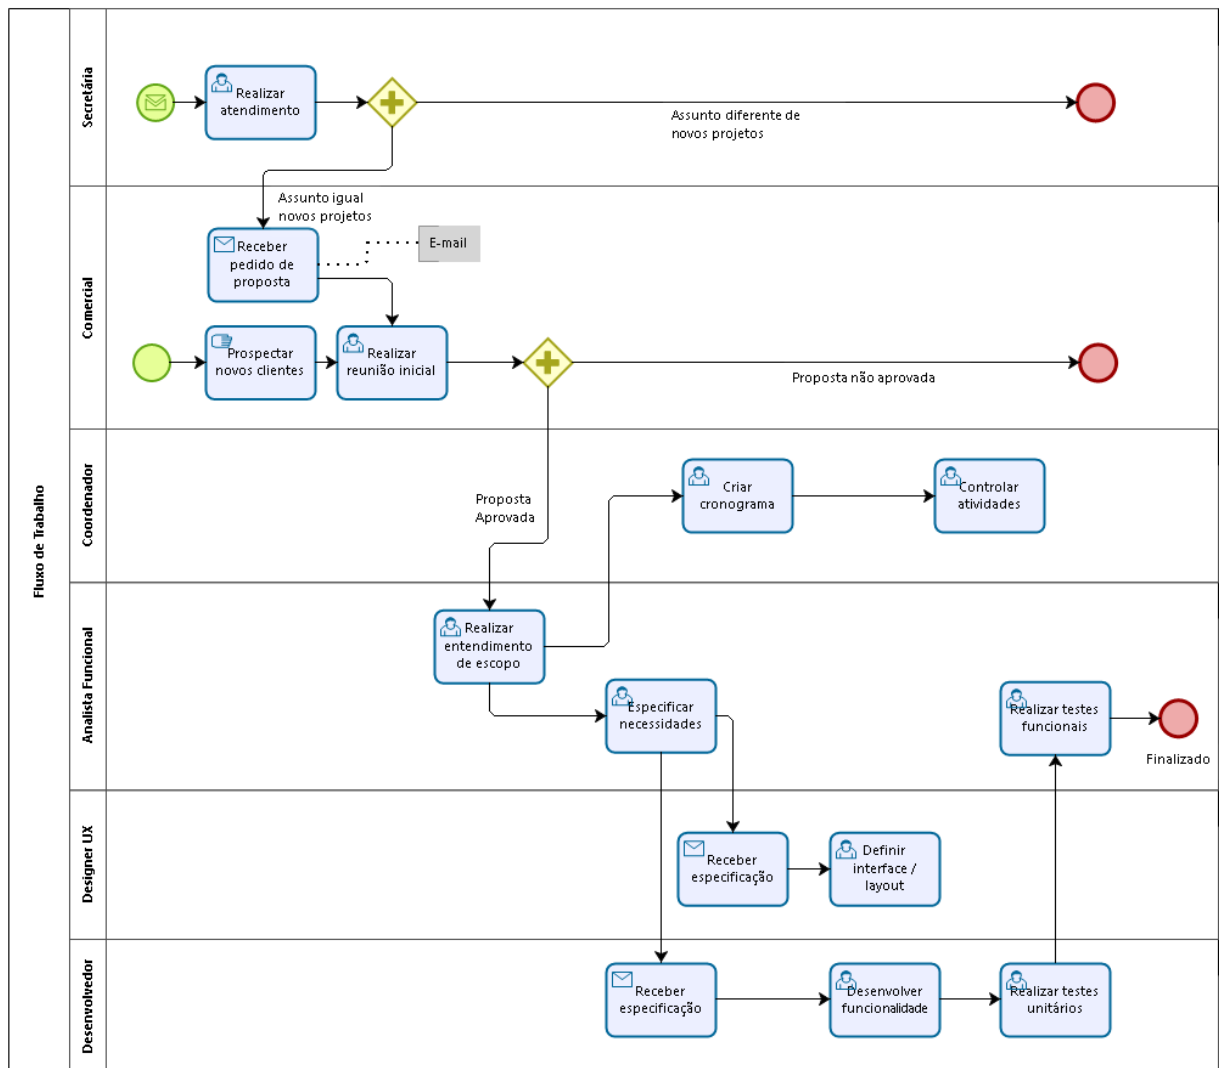 Fluxo de Trabalho
Secretária
Realizar
atendimento
Assunto diferente de
novos projetos
Assunto igual
novos projetos
Comercial
Receber
pedido de
proposta
E-mail
Prospectar
novos clientes
Realizar
reunião inicial
Proposta não aprovada
Proposta
Aprovada
Coordenador
Criar
cronograma
Controlar
atividades
Analista Funcional
Realizar
entendimento
de escopo
Especificar
necessidades
Realizar testes
funcionais
Finalizado
Designer UX
Receber
especificação
Definir
interface /
layout
Desenvolvedor
Receber
especificação
Desenvolver
funcionalidade
Realizar testes
unitários